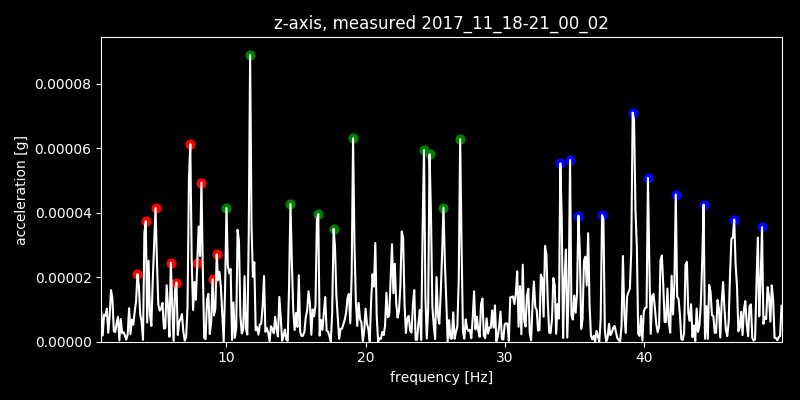 z-axis, measured 2017_11_18-21_00_02
acceleration [g]
0.00008
0.00006
0.00004
0.00002
0.00000
10 20 30 40
frequency [Hz]